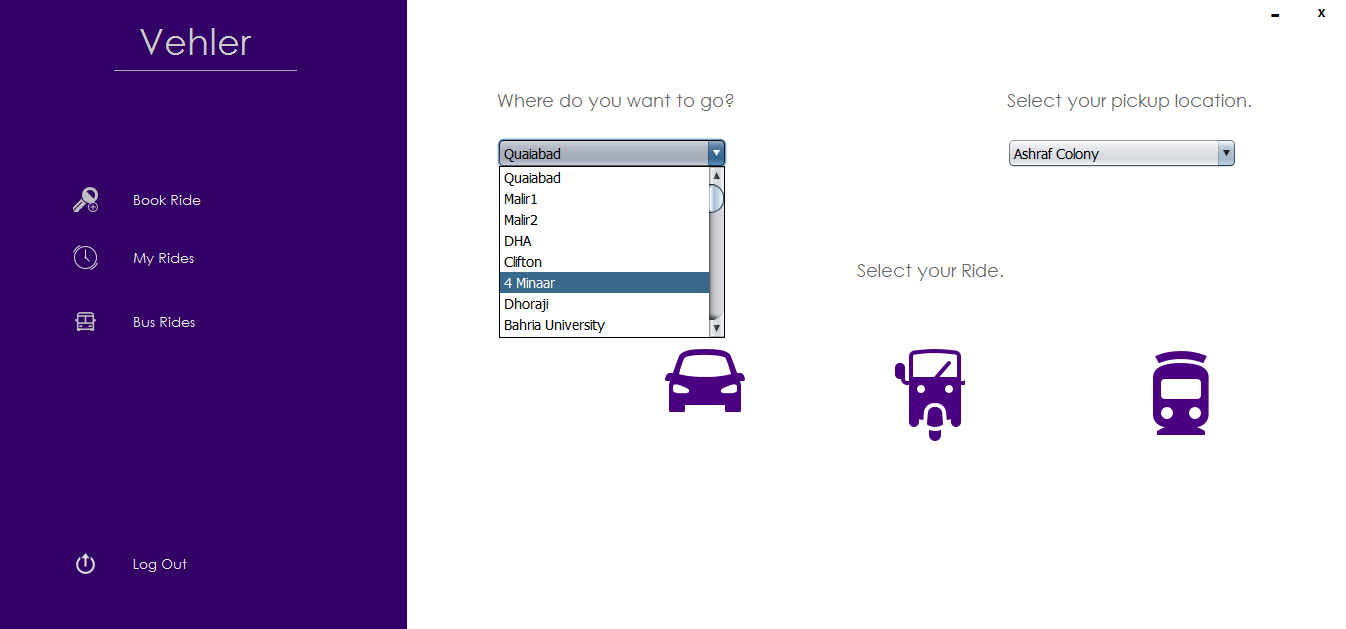 Vehler
Book Ride
My Rides
Bus Rides
Log Out
x
Where do you want to go?
Quaiabad
Quaiabad
Malir1
Malir2
DHA
Clifton
4 Minaar
Dhoraji
Bahria University
Select your pickup location.
Ashraf Colony
Select your Ride.